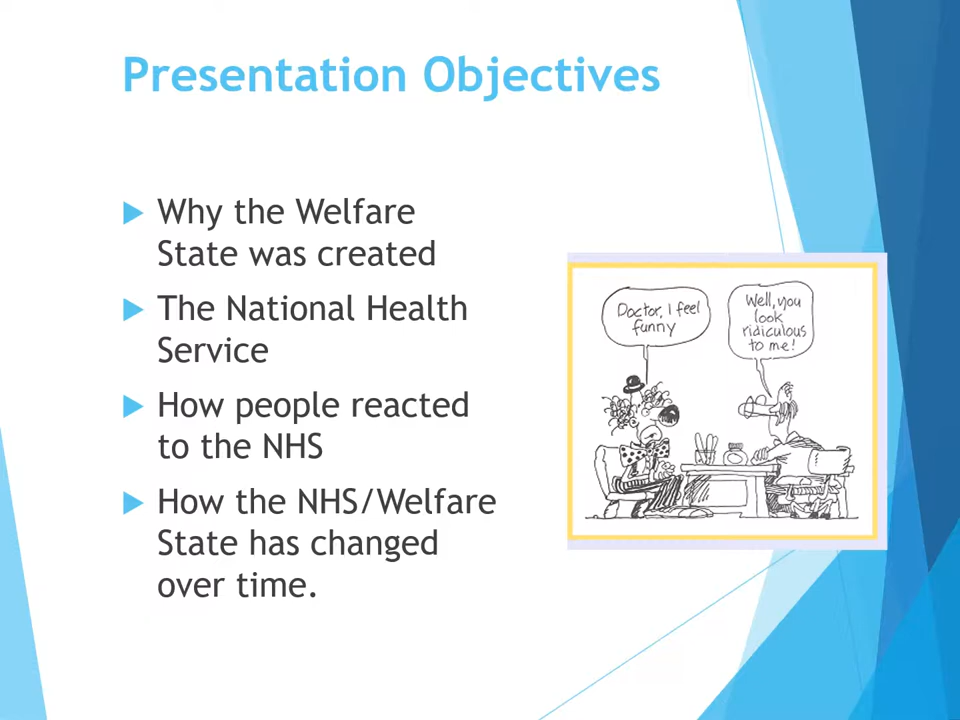 Presentation Objectives
Why the Welfare
State was created
The National Health
Service
How people reacted
to the NHS
How the NHS/Welfare
State has changed
over time.
Doctor, I feel
funny
Well, you
look
ridiculous
to me!